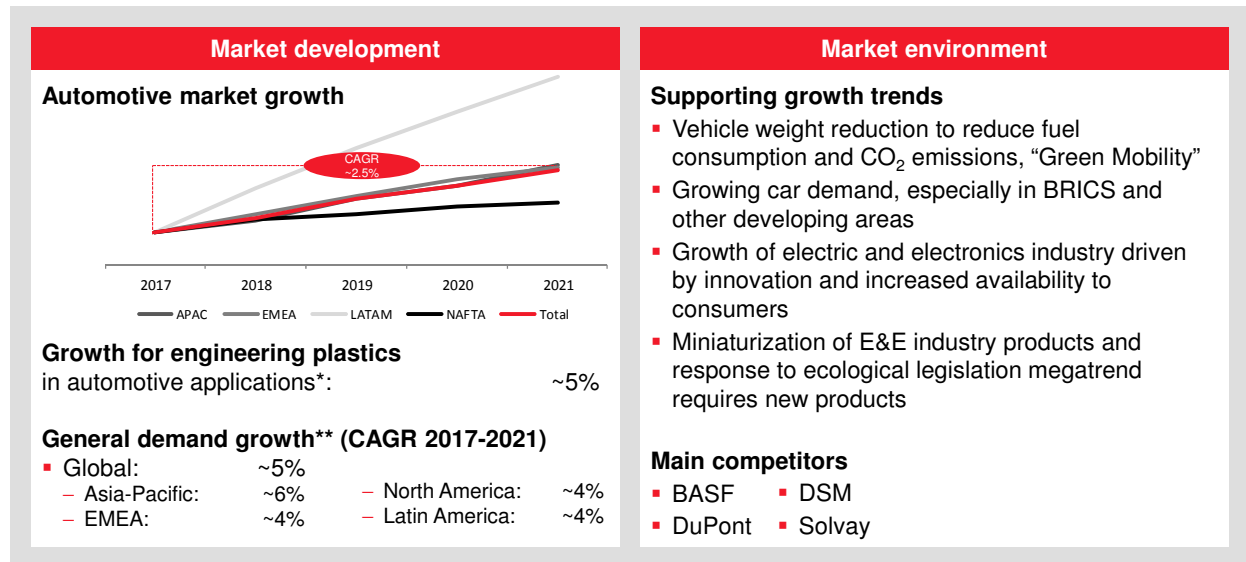 Market development
Automotive market growth
CAGR
~2.5%
2017 2018 2019 2020 2021
APAC EMEA LATAM NAFTA Total
Growth for engineering plastics
in automotive applications*: ~5%
General demand growth** (CAGR 2017-2021)
▪ Global: ~5%
– Asia-Pacific: ~6% – North America: ~4%
– EMEA: ~4% – Latin America: ~4%
Market environment
Supporting growth trends
▪ Vehicle weight reduction to reduce fuel
consumption and CO₂ emissions, “Green Mobility”
▪ Growing car demand, especially in BRICS and
other developing areas
▪ Growth of electric and electronics industry driven
by innovation and increased availability to
consumers
▪ Miniaturization of E&E industry products and
response to ecological legislation megatrend
requires new products
Main competitors
▪ BASF ▪ DSM
▪ DuPont ▪ Solvay